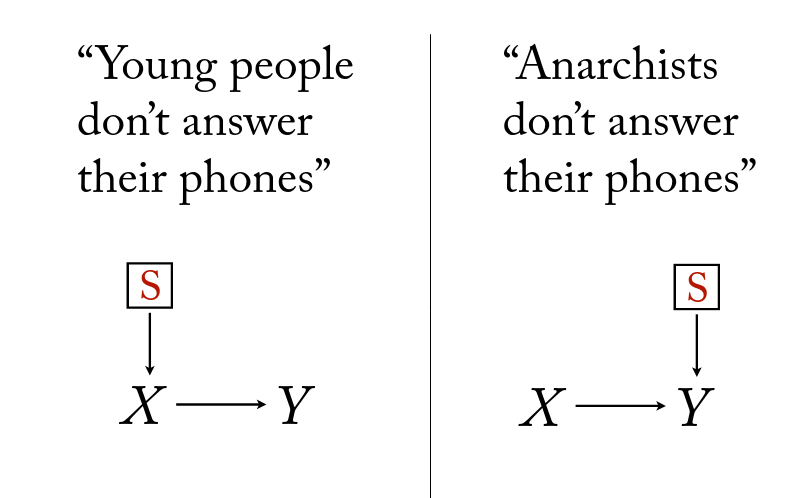 “Young people
don’t answer
their phones”
S
X
Y
“Anarchists
don’t answer
their phones”
S
X
Y